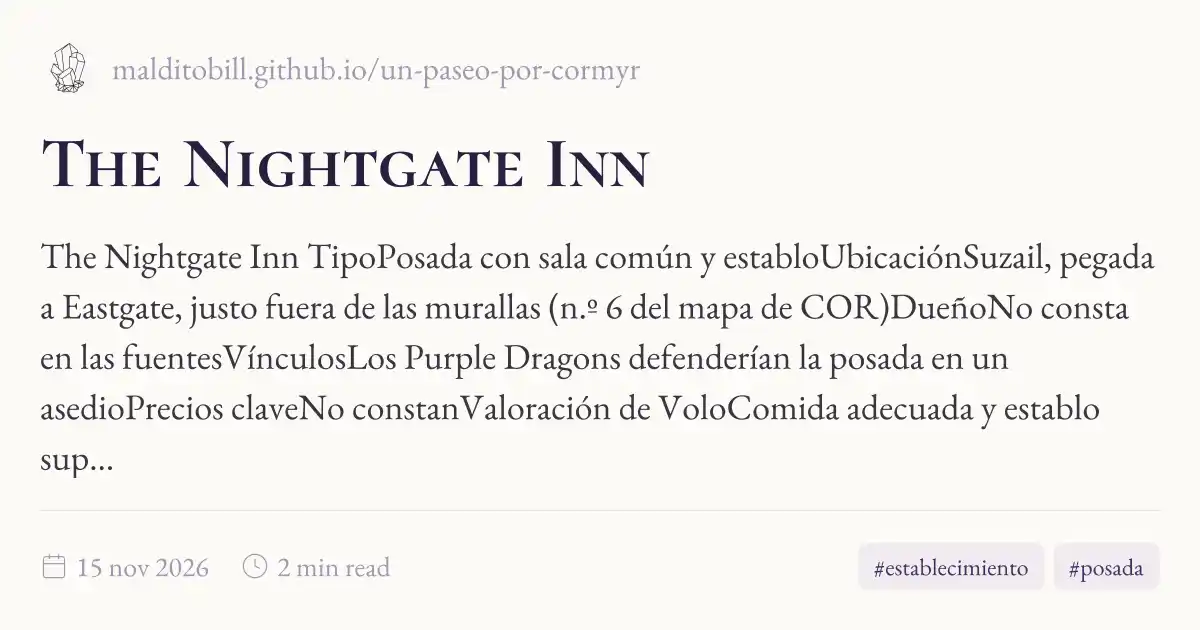 malditobill.github.io/un-paseo-por-cormyr
The Nightgate Inn
The Nightgate Inn TipoPosada con sala común y establoUbicaciónSuzail, pegada
a Eastgate, justo fuera de las murallas (n.º 6 del mapa de COR)DueñoNo consta
en las fuentesVínculosLos Purple Dragons defenderían la posada en un
asedioPrecios claveNo constanValoración de VoloComida adecuada y establo
sup...
15 nov 2026
2 min read
#establecimiento
#posada